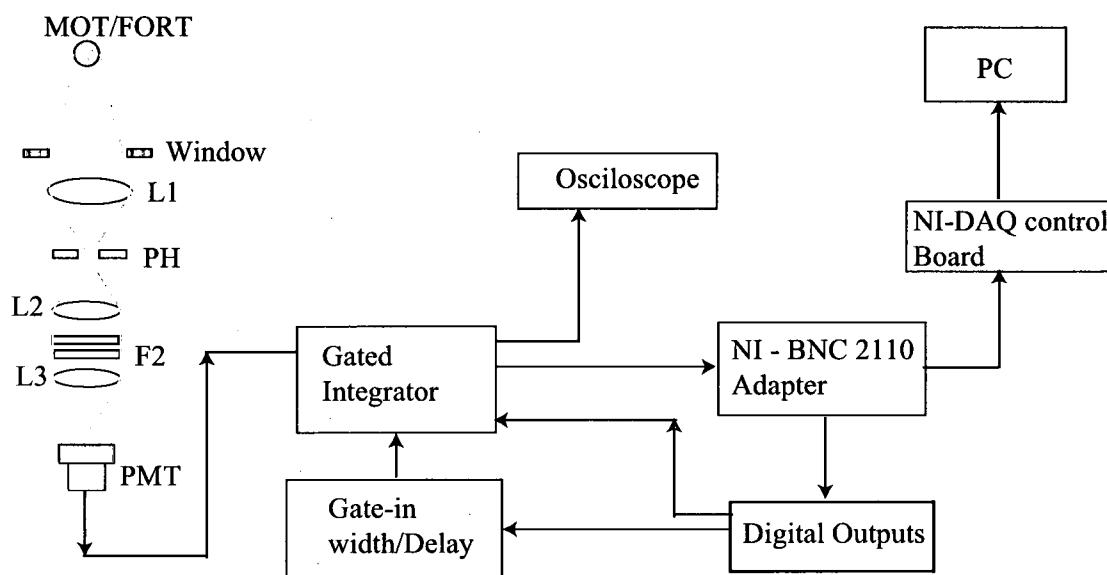 MOT/FORT
PC
Window
L1
Osciloscope
NI-DAQ control
Board
PH
L2
F2
L3
Gated
Integrator
NI - BNC 2110
Adapter
PMT
Gate-in
width/Delay
Digital Outputs